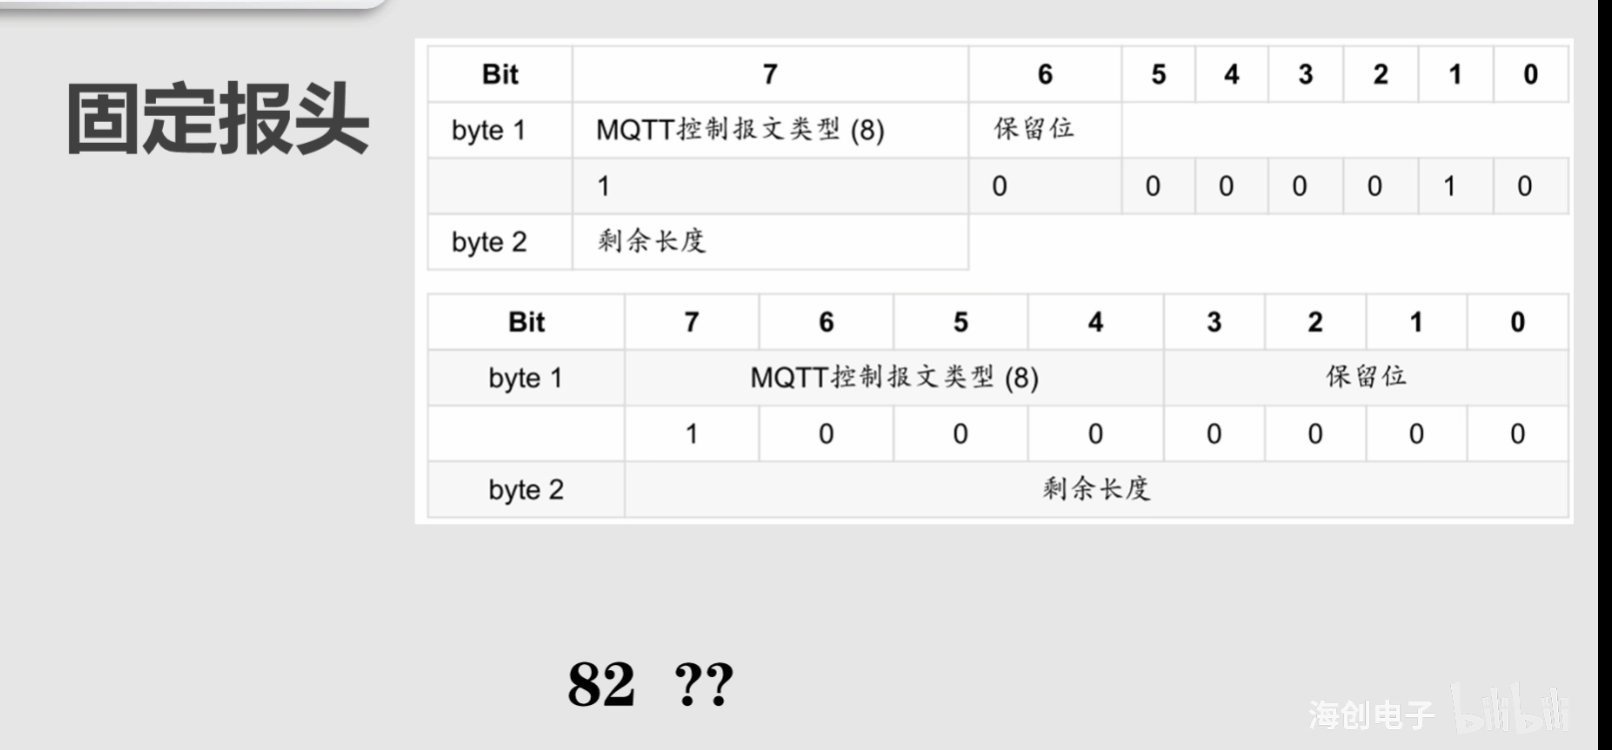 固定报头
Bit 7 6 5 4 3 2 1 0
byte 1 MQTT控制报文类型 (8) 保留位
1 0 0 0 0 0 1 0
byte 2 剩余长度
Bit 7 6 5 4 3 2 1 0
byte 1 MQTT控制报文类型 (8) 保留位
1 0 0 0 0 0 0 0
byte 2 剩余长度
82 ??
海创电子 bilibili